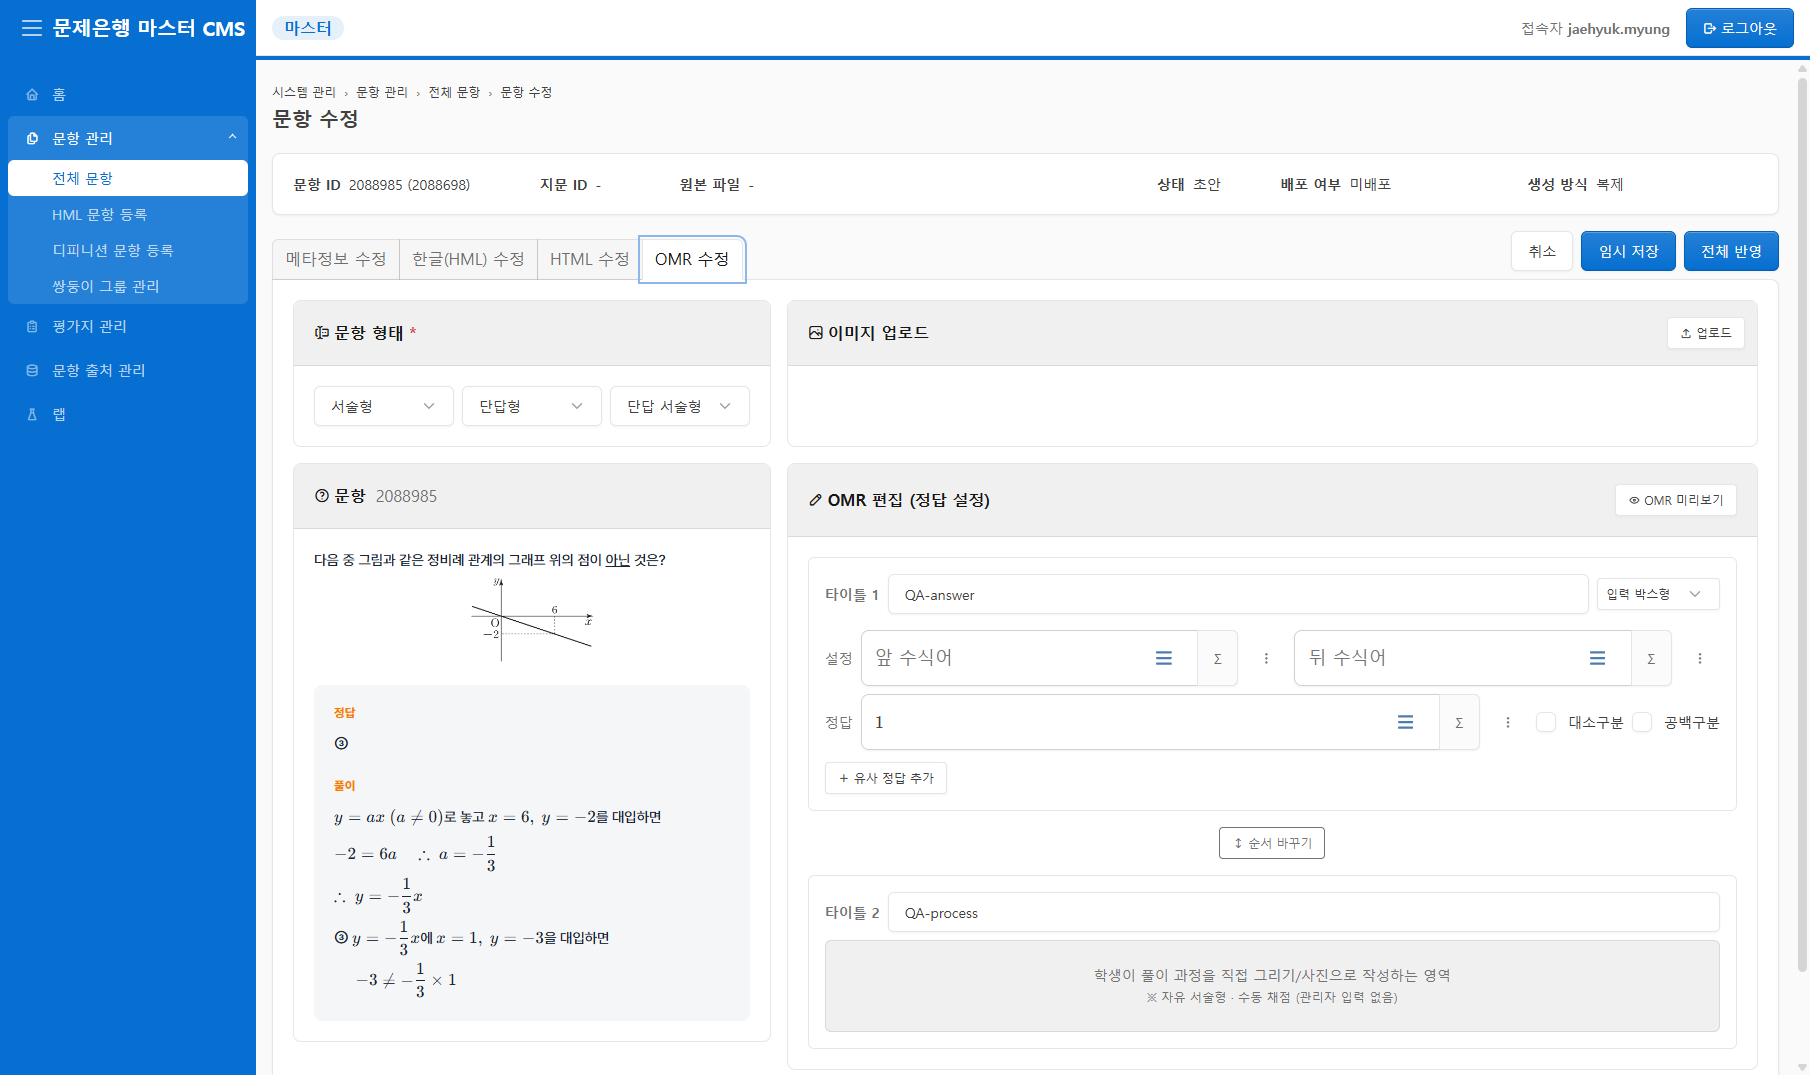 문제은행 마스터 CMS
홈
문항 관리
전체 문항
HML 문항 등록
디피니션 문항 등록
쌍둥이 그룹 관리
평가지 관리
문항 출처 관리
랩
마스터
접속자 jaehyuk.myung
로그아웃
시스템 관리 › 문항 관리 › 전체 문항 › 문항 수정
문항 수정
문항 ID 2088985 (2088698) 지문 ID - 원본 파일 - 상태 초안 배포 여부 미배포 생성 방식 복제
메타정보 수정 한글(HML) 수정 HTML 수정 OMR 수정
취소 임시 저장 전체 반영
문항 형태 *
서술형 단답형 단답 서술형
이미지 업로드
업로드
문항 2088985
다음 중 그림과 같은 정비례 관계의 그래프 위의 점이 아닌 것은?
y
6
O
x
−2
정답
③
풀이
y = ax (a ≠ 0)로 놓고 x = 6, y = −2를 대입하면
−2 = 6a ∴ a = −1/3
∴ y = −1/3x
③ y = −1/3x에 x = 1, y = −3을 대입하면
−3 ≠ −1/3 × 1
OMR 편집 (정답 설정)
OMR 미리보기
타이틀 1 QA-answer 입력 박스형
설정 앞 수식어 Σ 뒤 수식어 Σ
정답 1 Σ 대소구분 공백구분
+ 유사 정답 추가
순서 바꾸기
타이틀 2 QA-process
학생이 풀이 과정을 직접 그리기/사진으로 작성하는 영역
※ 자유 서술형 · 수동 채점 (관리자 입력 없음)